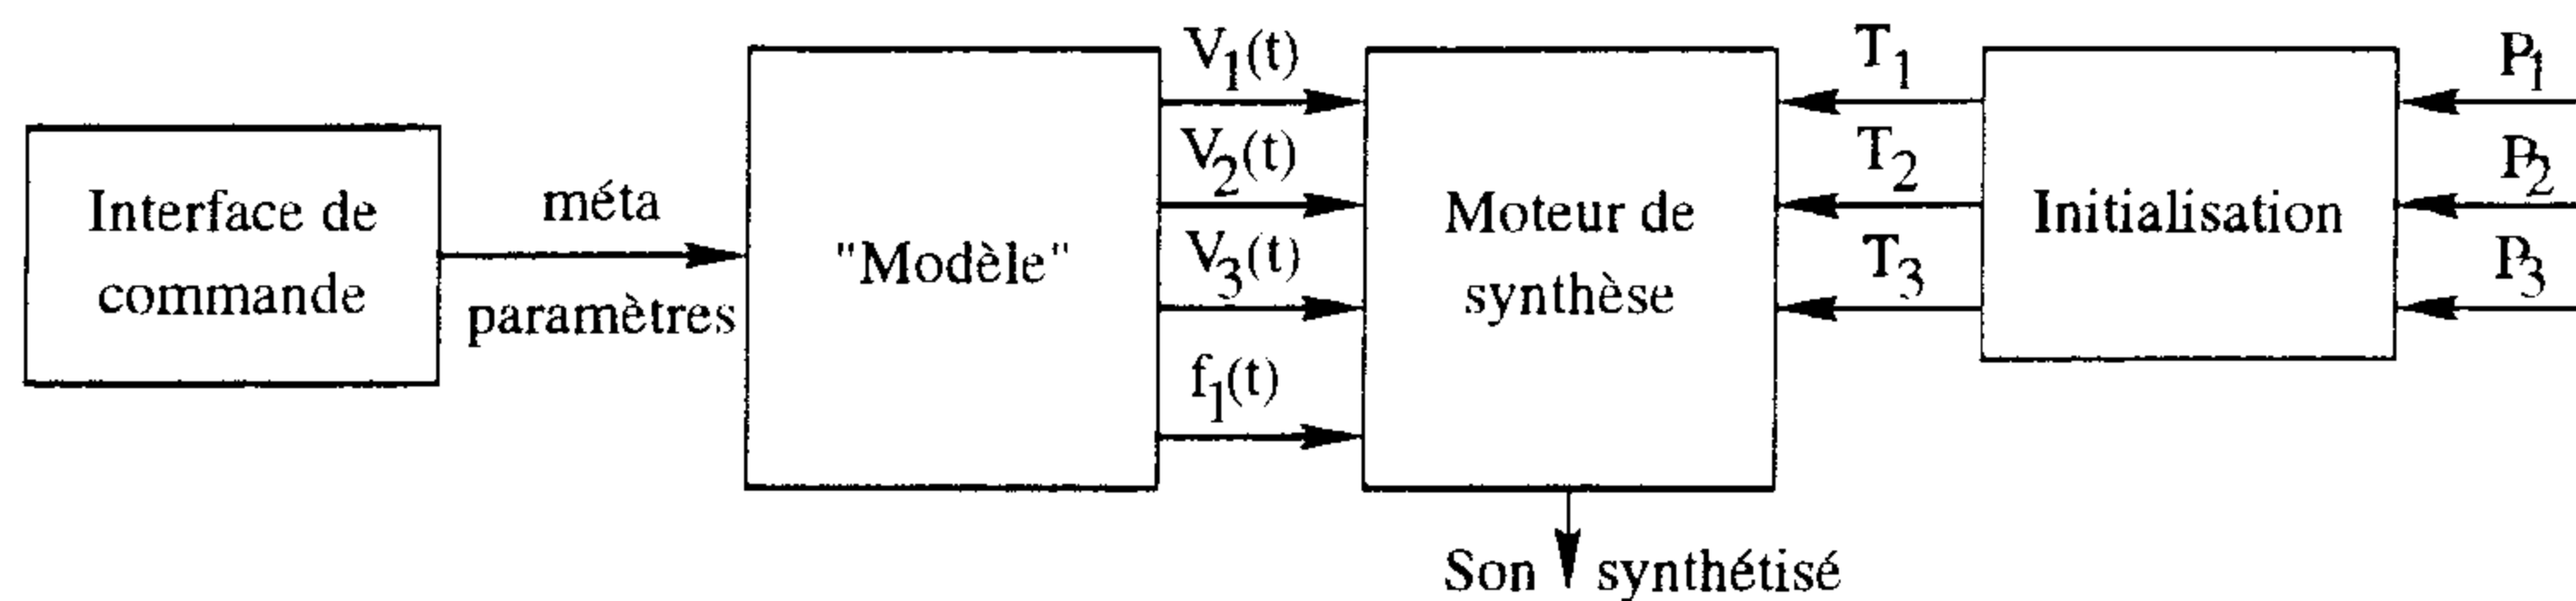 Interface de
commande
méta
paramètres
"Modèle"
V1(t)
V2(t)
V3(t)
f1(t)
Moteur de
synthèse
T1
T2
T3
Initialisation
P1
P2
P3
Son synthétisé